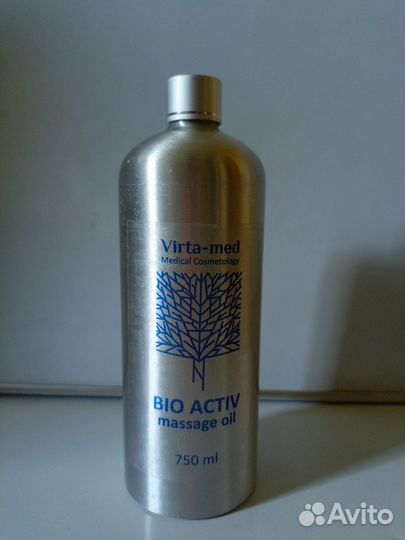 Virta-med
Medical Cosmetology
BIO ACTIV
massage oil
750 ml
Avito